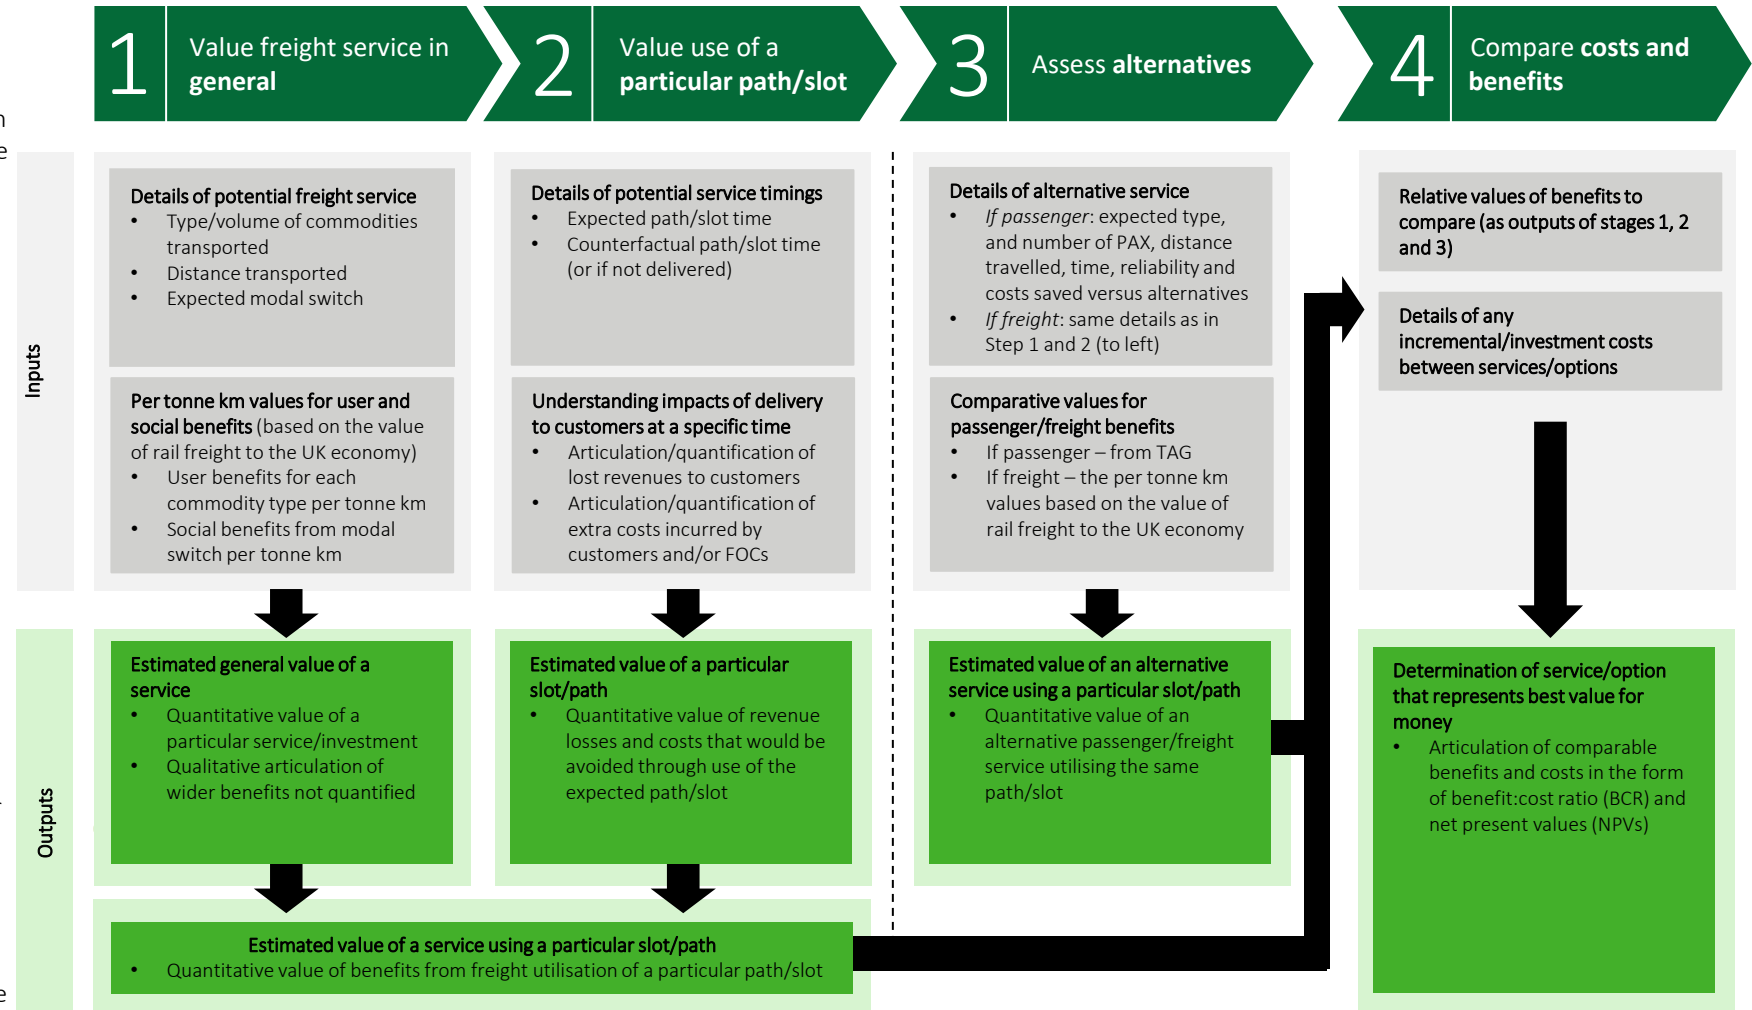 1
Value freight service in
general
2
Value use of a
particular path/slot
3
Assess alternatives
4
Compare costs and
benefits
n
e
Inputs
Details of potential freight service
• Type/volume of commodities
transported
• Distance transported
• Expected modal switch
Per tonne km values for user and
social benefits (based on the value
of rail freight to the UK economy)
• User benefits for each
commodity type per tonne km
• Social benefits from modal
switch per tonne km
Details of potential service timings
• Expected path/slot time
• Counterfactual path/slot time
(or if not delivered)
Understanding impacts of delivery
to customers at a specific time
• Articulation/quantification of
lost revenues to customers
• Articulation/quantification of
extra costs incurred by
customers and/or FOCs
Details of alternative service
• If passenger: expected type,
and number of PAX, distance
travelled, time, reliability and
costs saved versus alternatives
• If freight: same details as in
Step 1 and 2 (to left)
Comparative values for
passenger/freight benefits
• If passenger – from TAG
• If freight – the per tonne km
values based on the value of
rail freight to the UK economy
Relative values of benefits to
compare (as outputs of stages 1, 2
and 3)
Details of any
incremental/investment costs
between services/options
Outputs
Estimated general value of a
service
• Quantitative value of a
particular service/investment
• Qualitative articulation of
wider benefits not quantified
Estimated value of a particular
slot/path
• Quantitative value of revenue
losses and costs that would be
avoided through use of the
expected path/slot
Estimated value of an alternative
service using a particular slot/path
• Quantitative value of an
alternative passenger/freight
service utilising the same
path/slot
Determination of service/option
that represents best value for
money
• Articulation of comparable
benefits and costs in the form
of benefit:cost ratio (BCR) and
net present values (NPVs)
Estimated value of a service using a particular slot/path
• Quantitative value of benefits from freight utilisation of a particular path/slot
e